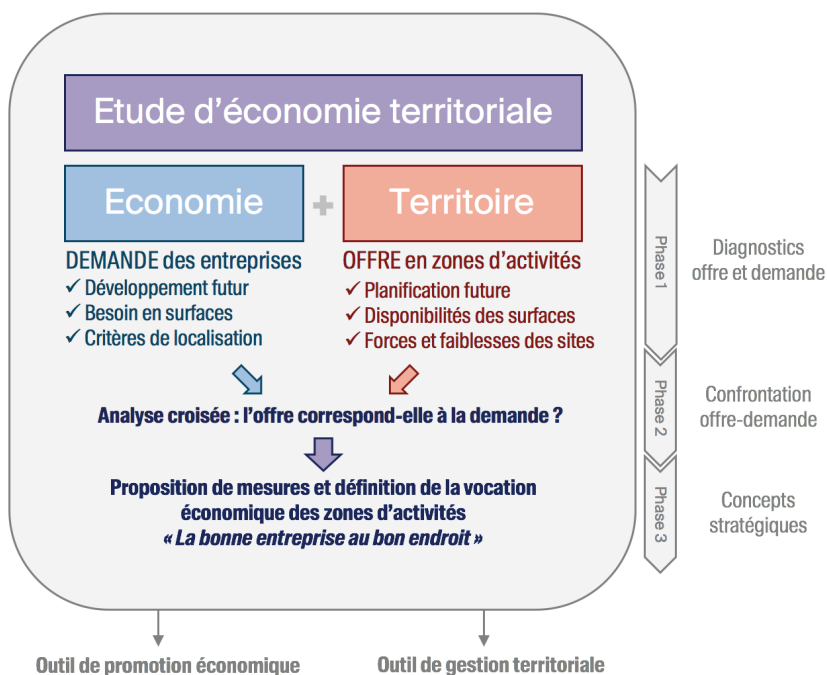 Etude d'économie territoriale
Economie + Territoire
DEMANDE des entreprises
✓ Développement futur
✓ Besoin en surfaces
✓ Critères de localisation
OFFRE en zones d'activités
✓ Planification future
✓ Disponibilités des surfaces
✓ Forces et faiblesses des sites
Analyse croisée : l'offre correspond-elle à la demande ?
Proposition de mesures et définition de la vocation
économique des zones d'activités
« La bonne entreprise au bon endroit »
Phase 1
Diagnostics
offre et demande
Phase 2
Confrontation
offre-demande
Phase 3
Concepts
stratégiques
Outil de promotion économique
Outil de gestion territoriale